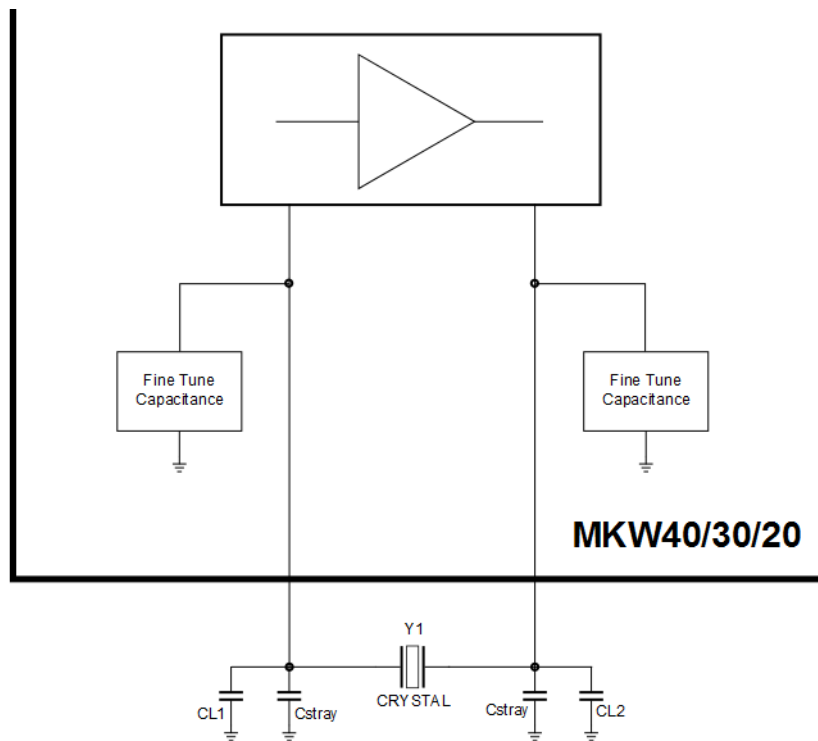 Fine Tune
Capacitance
Fine Tune
Capacitance
MKW40/30/20
Y1
CRYSTAL
CL1
Cstray
Cstray
CL2